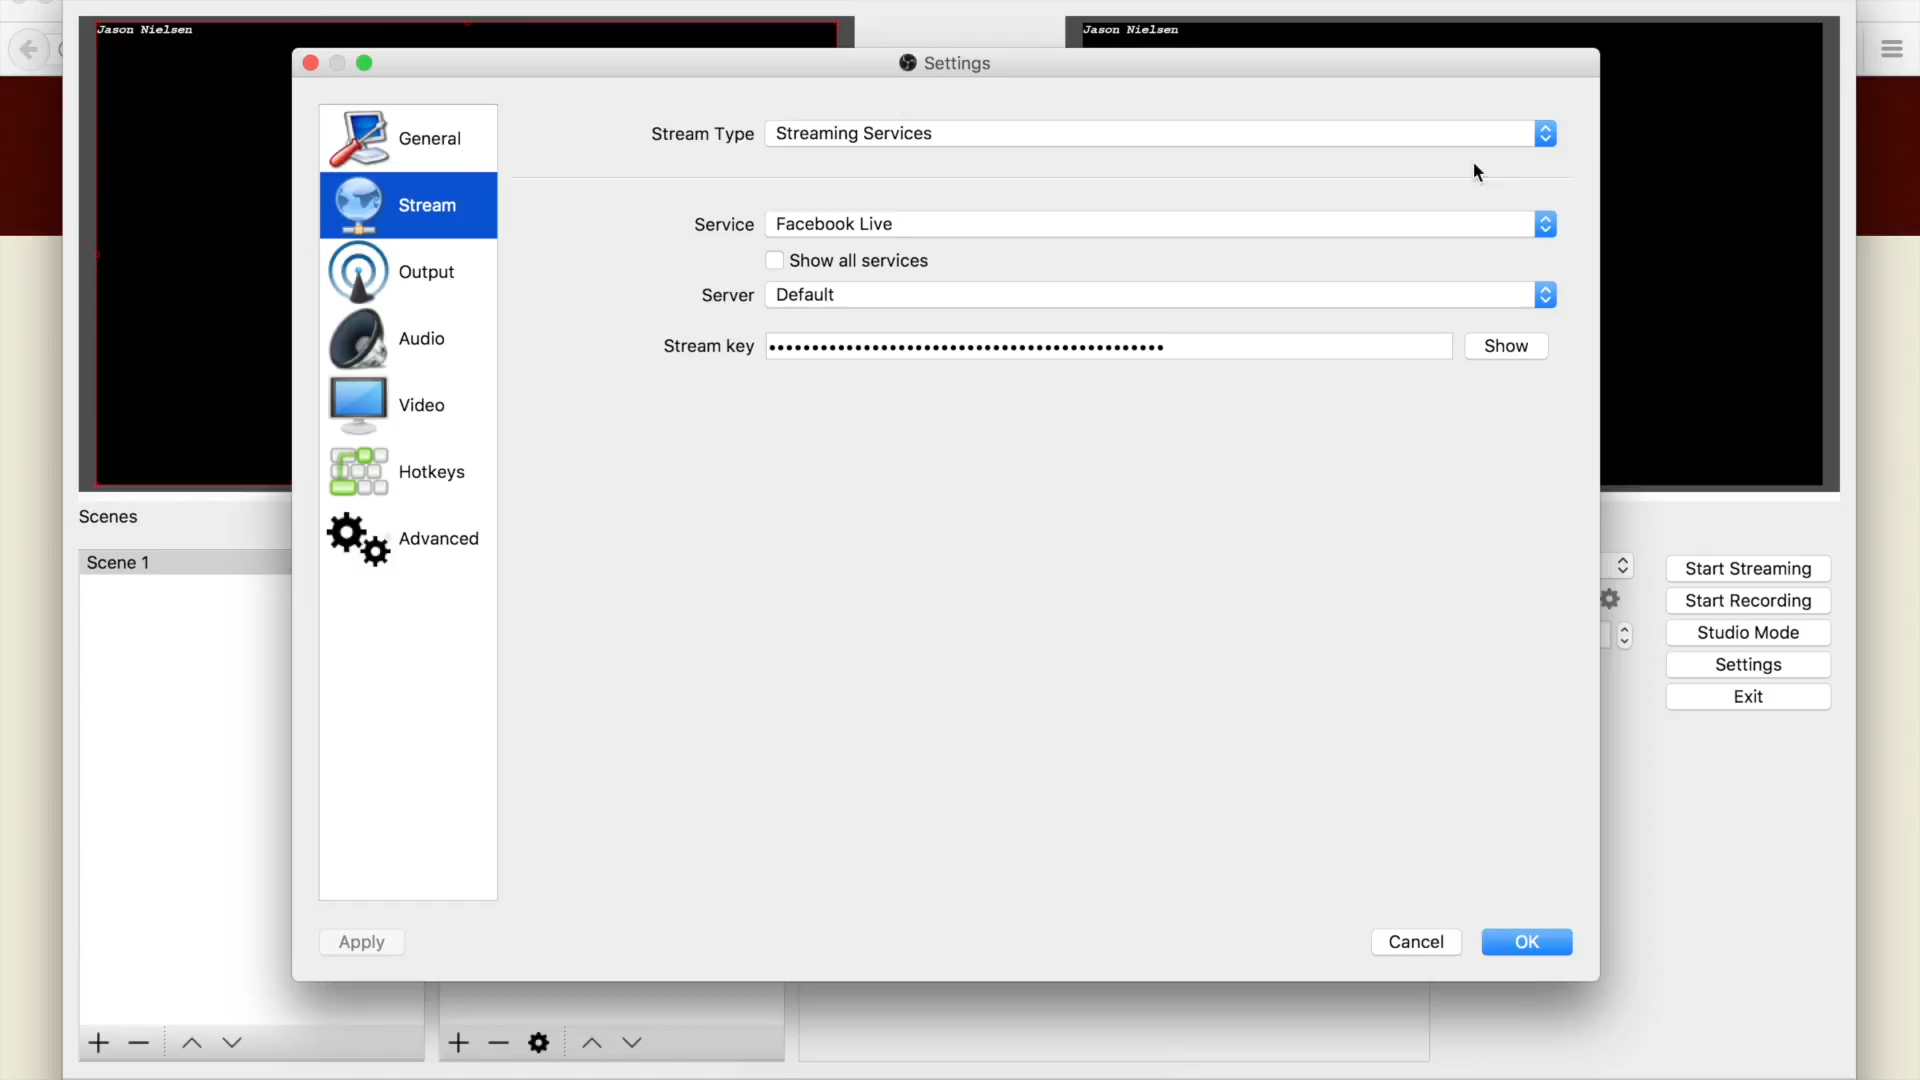 Jason Nielsen
Jason Nielsen
Settings
General
Stream
Output
Audio
Video
Hotkeys
Advanced
Stream Type Streaming Services
Service Facebook Live
Show all services
Server Default
Stream key ••••••••••••••••••••••••••••••••••••••••••••••• Show
Scenes
Scene 1
Start Streaming
Start Recording
Studio Mode
Settings
Exit
Apply
Cancel
OK